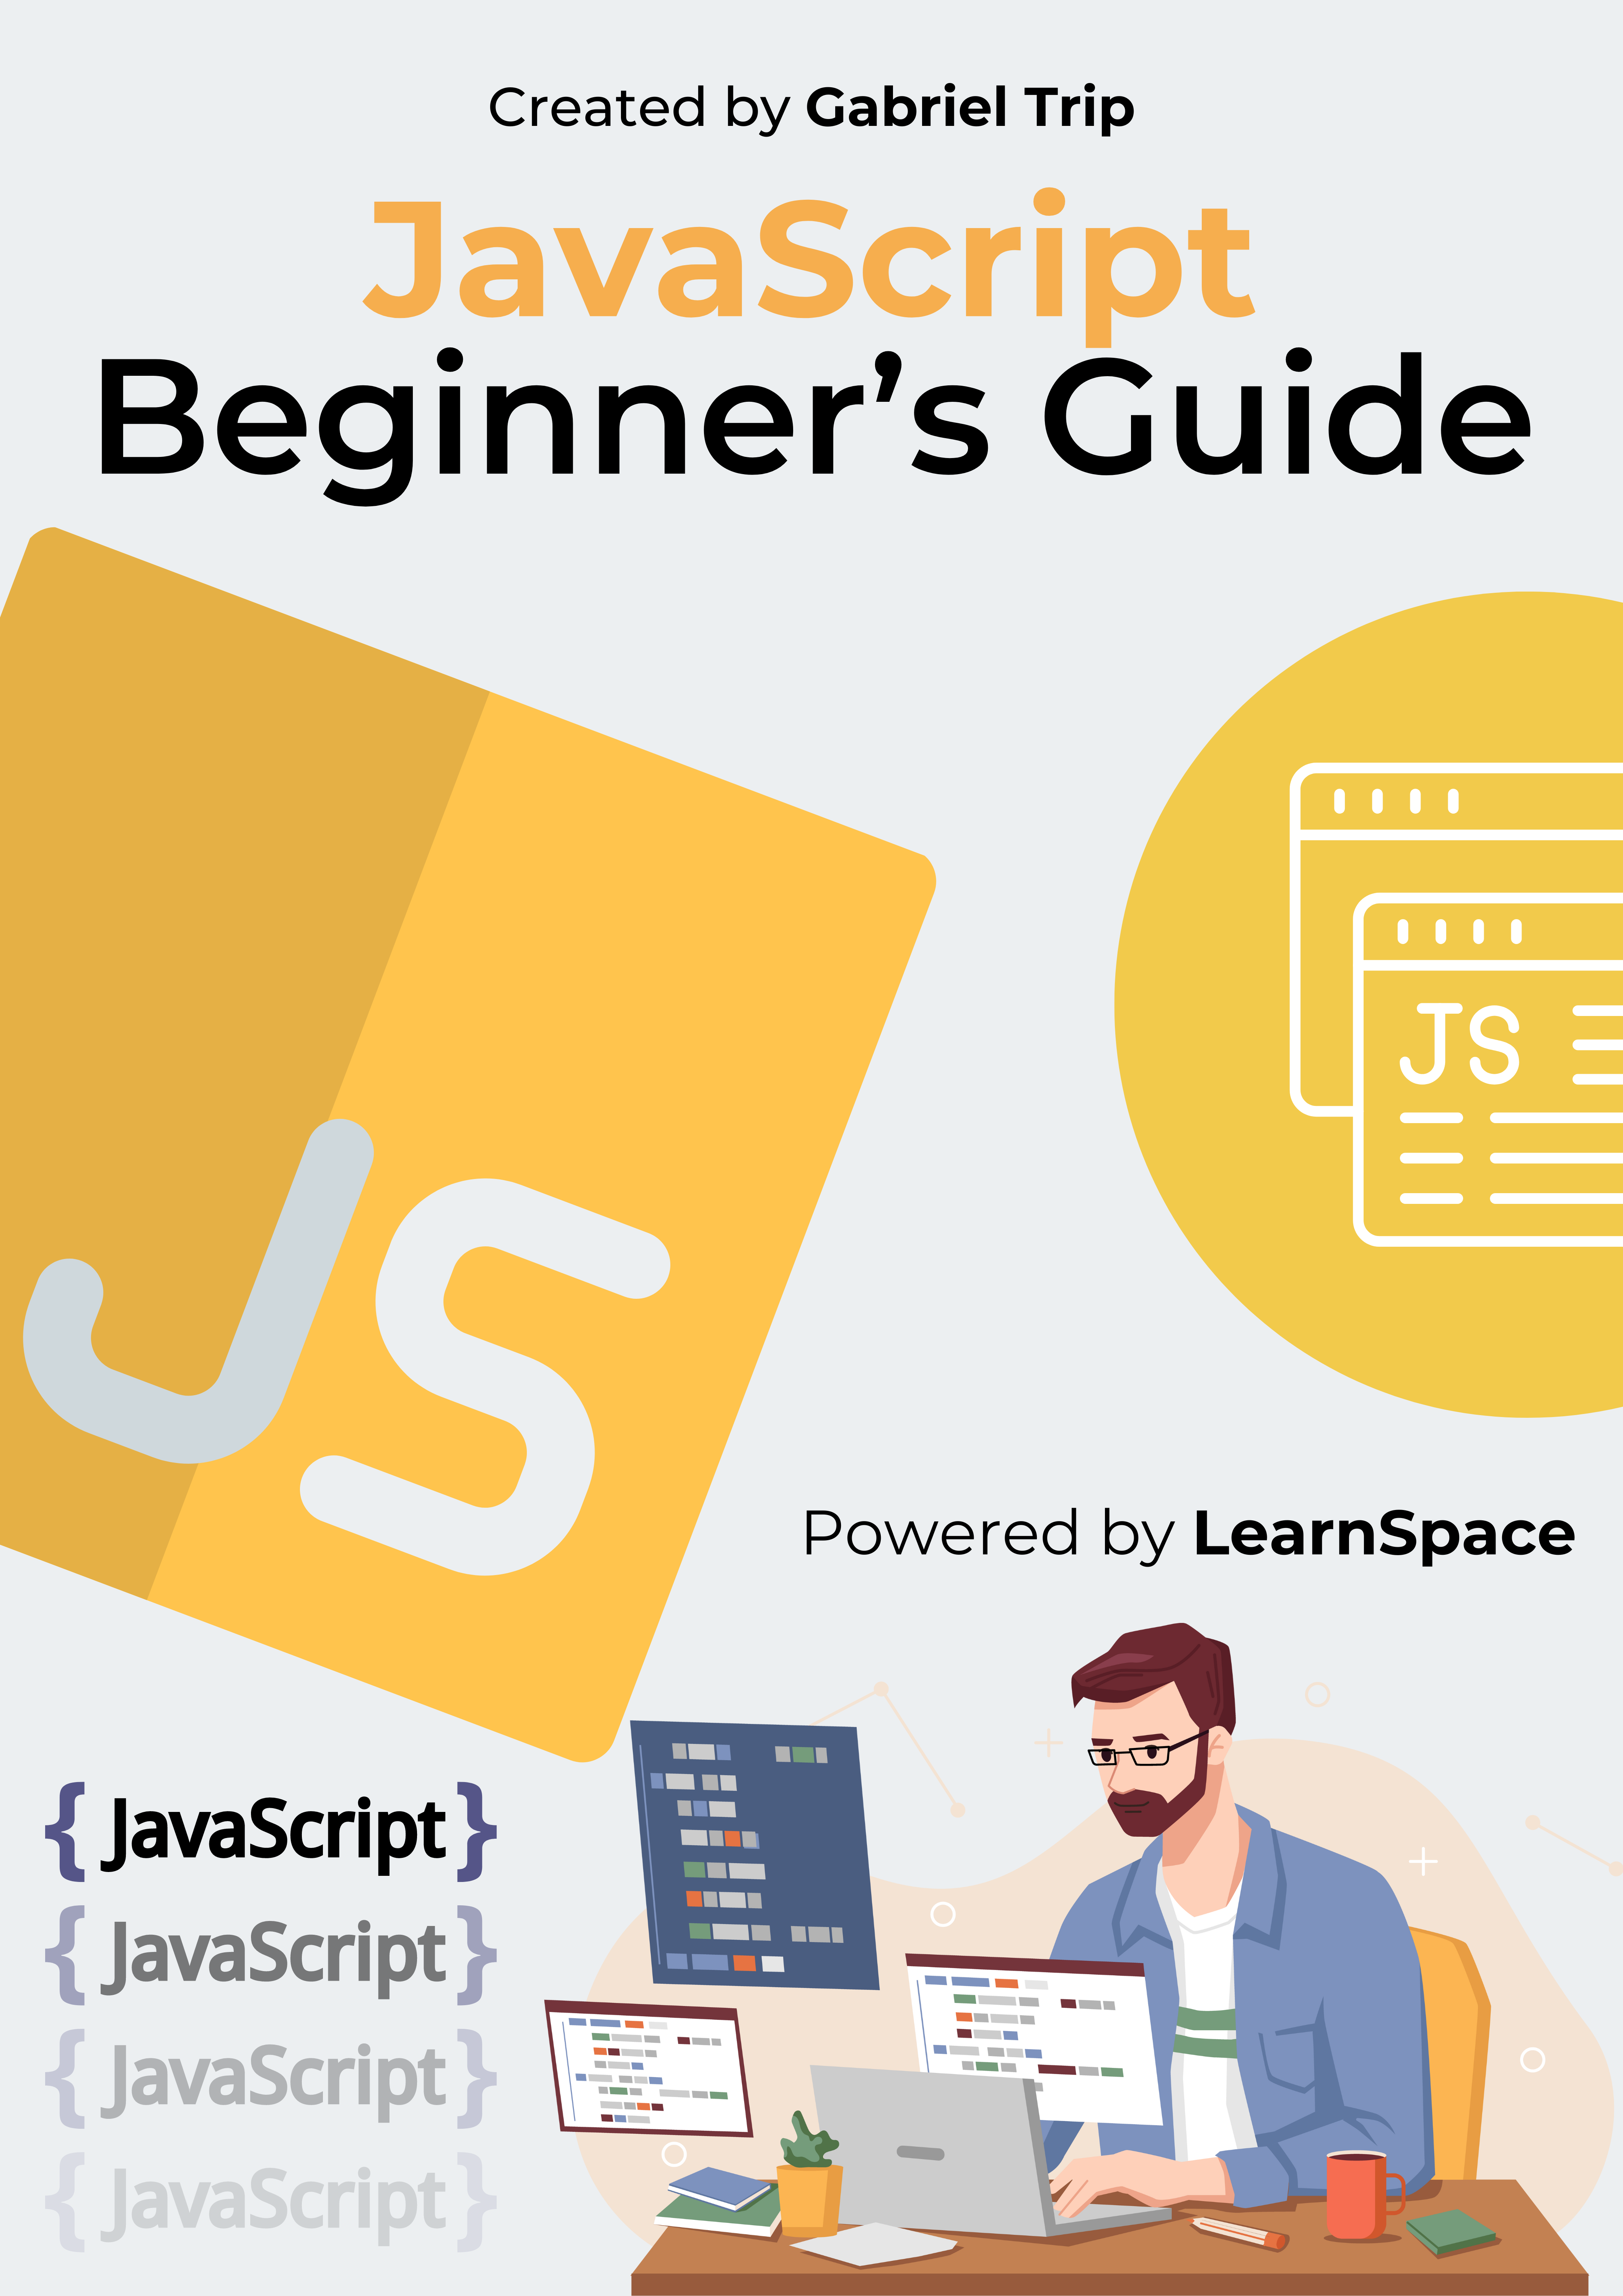 Created by Gabriel Trip
JavaScript
Beginner’s Guide
JS
JS
Powered by LearnSpace
{ JavaScript }
{ JavaScript }
{ JavaScript }
{ JavaScript }